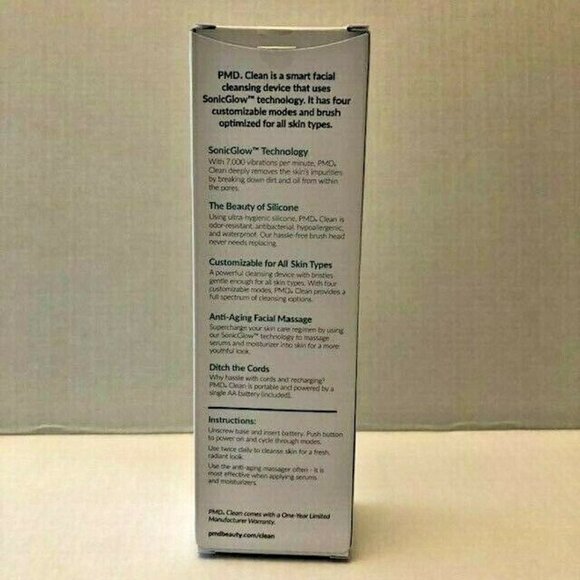 PMD. Clean is a smart facial
cleansing device that uses
SonicGlow™ technology. It has four
customizable modes and brush
optimized for all skin types.
SonicGlow™ Technology
With 7,000 vibrations per minute, PMD.
Clean deeply removes the skin's impurities
by breaking down dirt and oil from within
the pores.
The Beauty of Silicone
Using ultra-hygienic silicone, PMD. Clean is
odor-resistant, antibacterial, hypoallergenic,
and waterproof. Our hassle-free brush head
never needs replacing.
Customizable for All Skin Types
A powerful cleansing device with bristles
gentle enough for all skin types. With four
customizable modes, PMD. Clean provides a
full spectrum of cleansing options.
Anti-Aging Facial Massage
Supercharge your skin care regimen by using
our SonicGlow™ technology to massage
serums and moisturizer into skin for a more
youthful look.
Ditch the Cords
Why hassle with cords and recharging?
PMD. Clean is portable and powered by a
single AA battery (included).
Instructions:
Unscrew base and insert battery. Push button
to power on and cycle through modes.
Use twice daily to cleanse skin for a fresh,
radiant look.
Use the anti-aging massager often - it is
most effective when applying serums
and moisturizers.
PMD. Clean comes with a One-Year Limited
Manufacturer Warranty.
pmdbeauty.com/clean